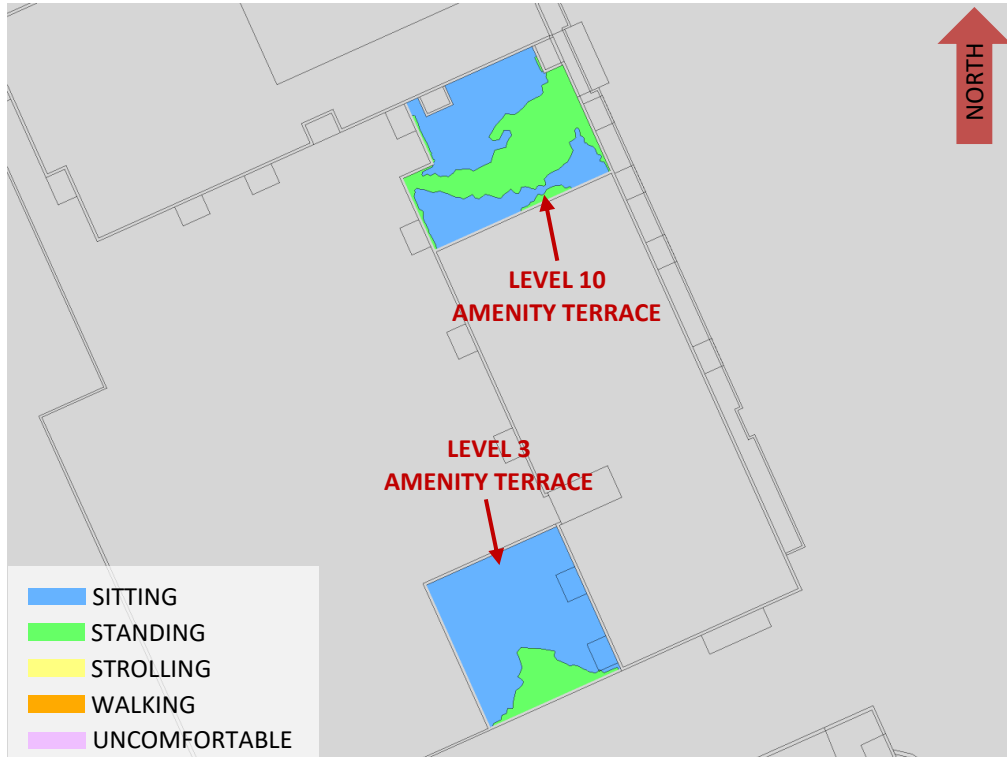 NORTH
LEVEL 10
AMENITY TERRACE
LEVEL 3
AMENITY TERRACE
SITTING
STANDING
STROLLING
WALKING
UNCOMFORTABLE